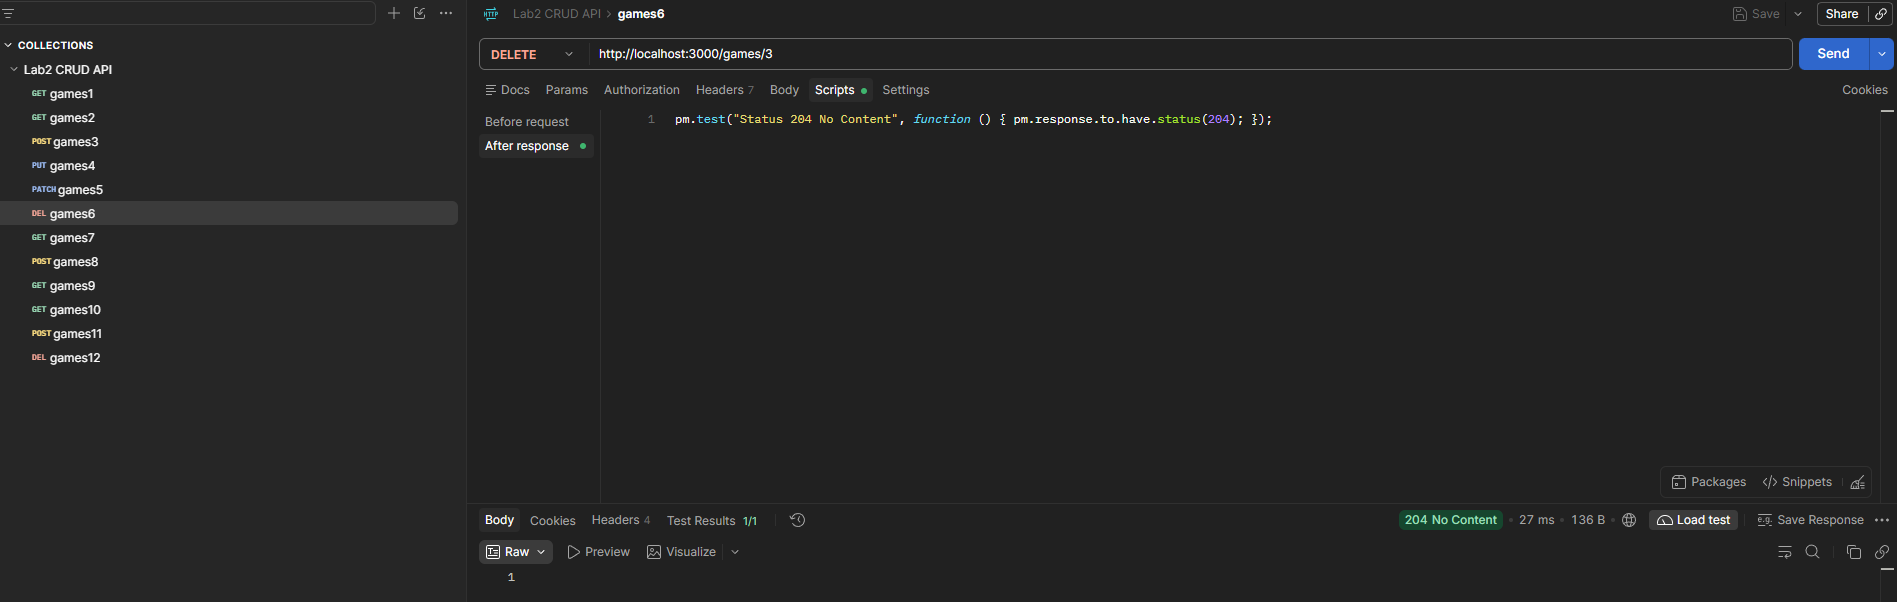 HTTP Lab2 CRUD API > games6 Save Share
COLLECTIONS
Lab2 CRUD API
GET games1
GET games2
POST games3
PUT games4
PATCH games5
DEL games6
GET games7
POST games8
GET games9
GET games10
POST games11
DEL games12
DELETE http://localhost:3000/games/3 Send
Docs Params Authorization Headers 7 Body Scripts Settings Cookies
Before request
After response
1 pm.test("Status 204 No Content", function () { pm.response.to.have.status(204); });
Packages </> Snippets
Body Cookies Headers 4 Test Results 1/1 204 No Content 27 ms 136 B Load test e.g. Save Response
Raw Preview Visualize
1